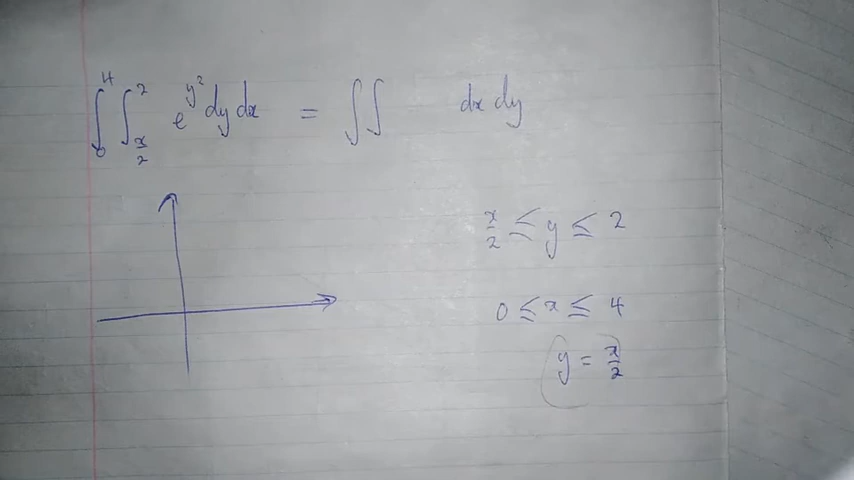 ∫₀⁴ ∫_{x/2}^2 e^{y²} dy dx = ∫∫ dx dy
x/2 ≤ y ≤ 2
0 ≤ x ≤ 4
y = x/2